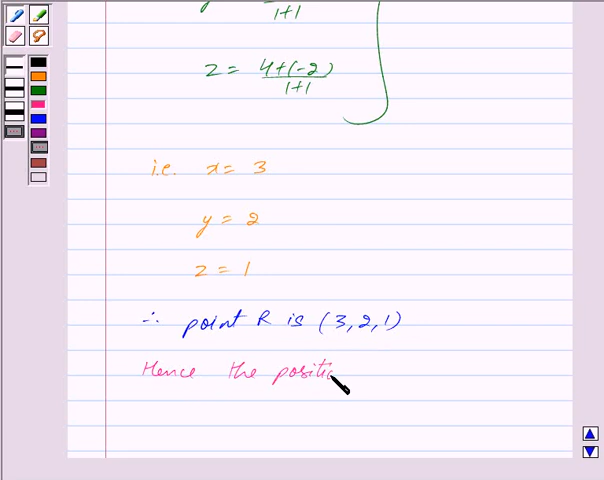 1+1
z = 4+(-2)
1+1
i.e. x = 3
y = 2
z = 1
∴ point R is (3,2,1)
Hence the positi